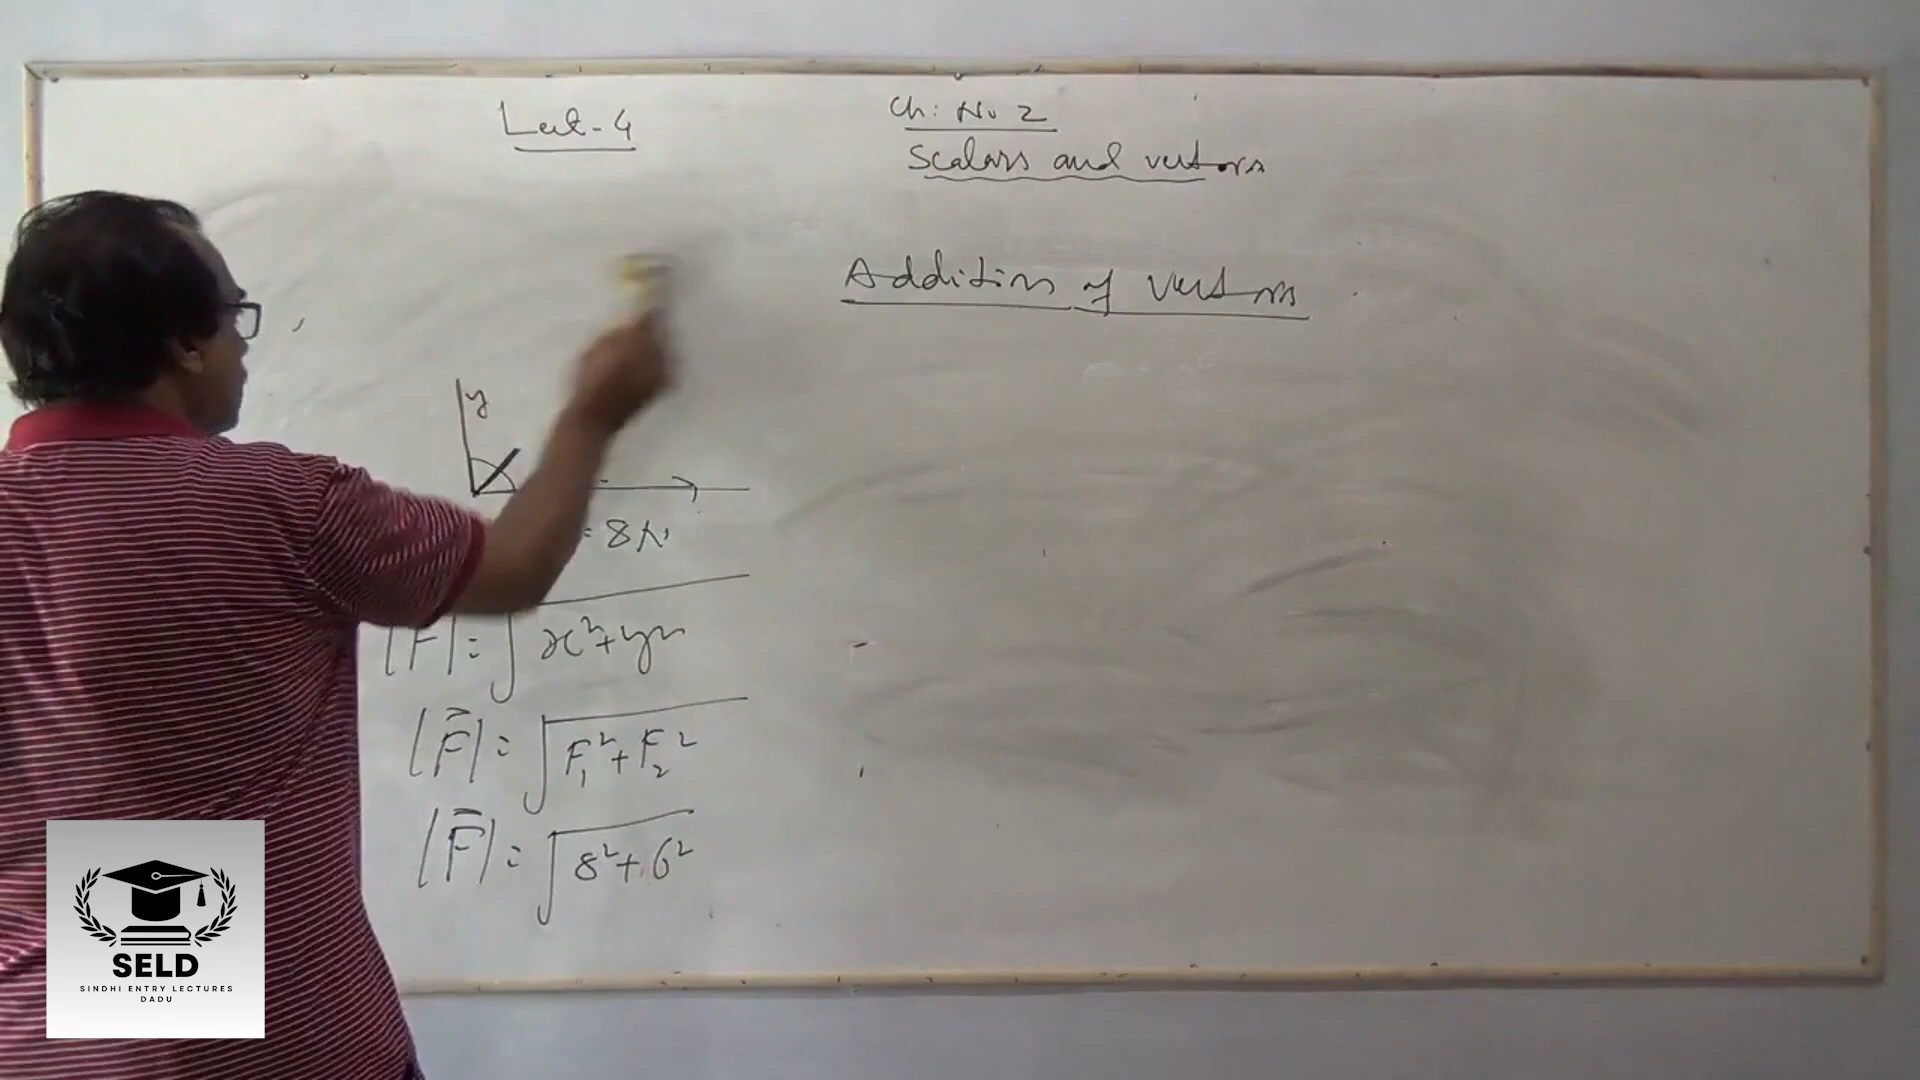 Lect-4
Ch: No 2
Scalars and vectors
Addition of vectors
y
= 8N
|F| = √x²+y²
|F⃗| = √F₁²+F₂²
|F⃗| = √8²+6²
SELD
SINDHI ENTRY LECTURES
DADU